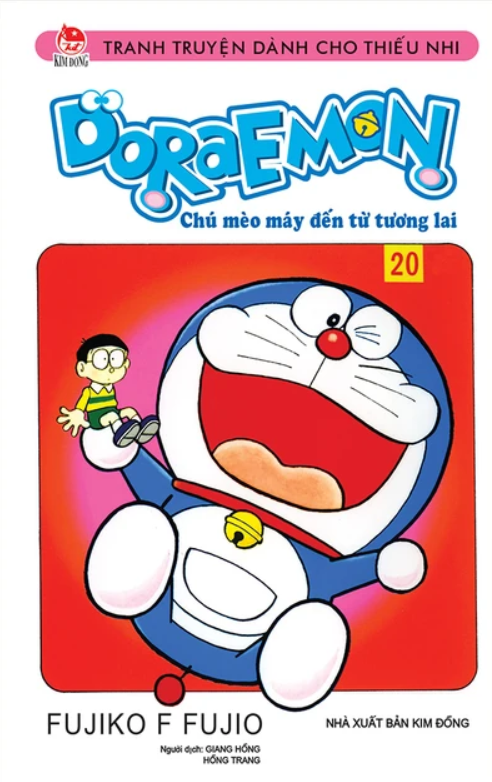 KIM ĐỒNG
TRANH TRUYỆN DÀNH CHO THIẾU NHI
DORAEMON
Chú mèo máy đến từ tương lai
20
FUJIKO F FUJIO
NHÀ XUẤT BẢN KIM ĐỒNG
Người dịch: GIANG HỒNG
HỒNG TRANG